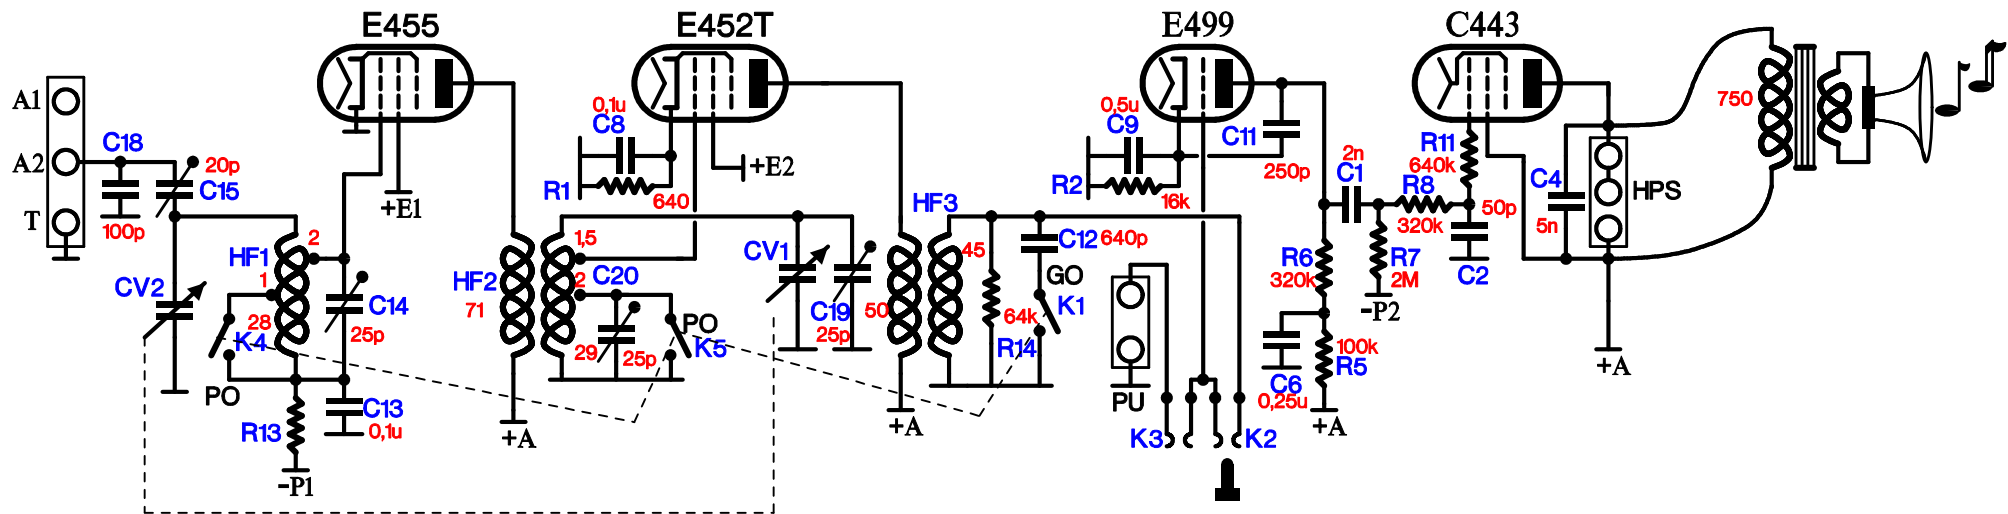 E455
E452T
E499
C443
A1
A2
T
C18
100p
20p
C15
CV2
HF1
2
1
28
K4
PO
C14
25p
C13
0,1u
R13
-P1
+E1
HF2
71
+A
0,1u
C8
R1
640
+E2
1,5
2
C20
29
25p
PO
K5
CV1
C19
25p
HF3
50
45
+A
64k
R14
C12
640p
GO
K1
0,5u
C9
R2
16k
C11
250p
PU
K3
K2
2n
C1
R6
320k
C6
0,25u
100k
R5
+A
R8
320k
R7
2M
-P2
R11
640k
50p
C2
C4
5n
HPS
+A
750